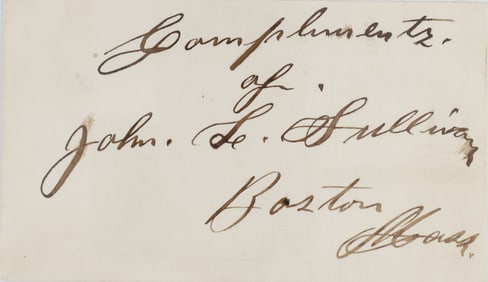 Compliments.
of.
John. L. Sullivan
Boston
Mass.